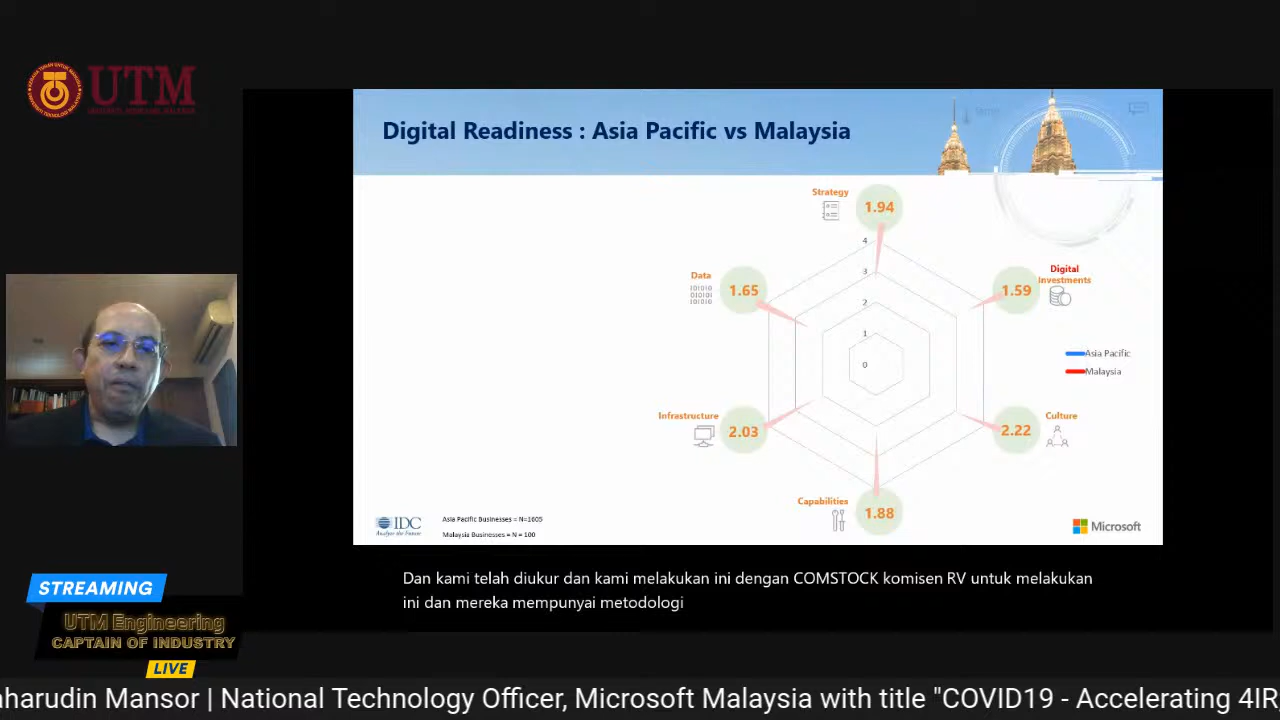 UTM
UNIVERSITI TEKNOLOGI MALAYSIA
Digital Readiness : Asia Pacific vs Malaysia
Strategy
1.94
Data
1.65
Digital
Investments
1.59
4
3
2
1
0
Asia Pacific
Malaysia
Infrastructure
2.03
Culture
2.22
Capabilities
1.88
IDC
Analyze the Future
Asia Pacific Businesses = N=1605
Malaysia Businesses = N = 100
Microsoft
Dan kami telah diukur dan kami melakukan ini dengan COMSTOCK komisen RV untuk melakukan
ini dan mereka mempunyai metodologi
STREAMING
UTM Engineering
CAPTAIN OF INDUSTRY
LIVE
aharudin Mansor | National Technology Officer, Microsoft Malaysia with title "COVID19 - Accelerating 4IR,